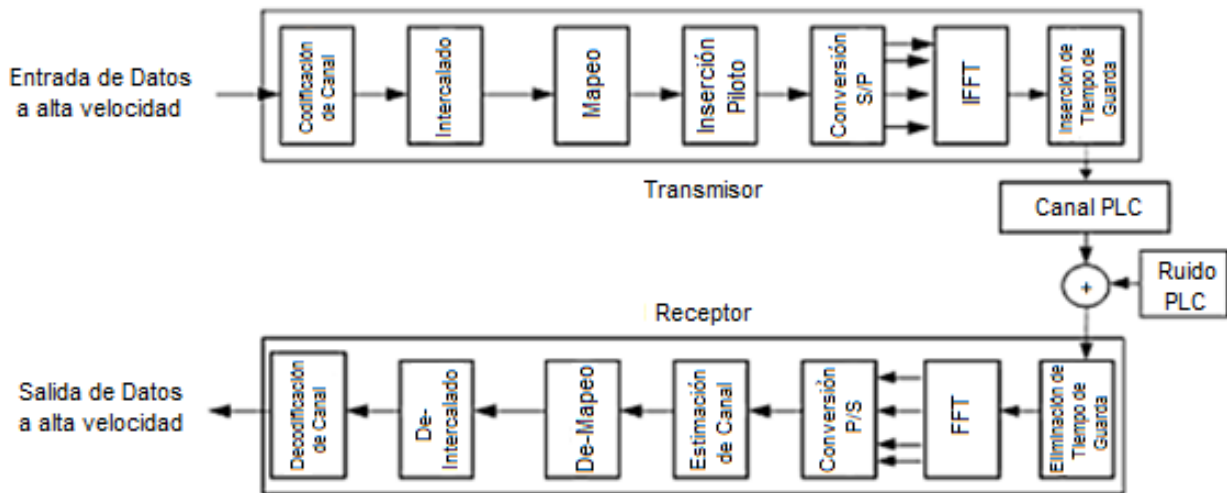 Entrada de Datos
a alta velocidad
Codificación
de Canal
Intercalado
Mapeo
Inserción
Piloto
Conversión
S/P
IFFT
Inserción de
Tiempo de
Guarda
Transmisor
Canal PLC
+
Ruido
PLC
Receptor
Salida de Datos
a alta velocidad
Decodificación
de Canal
De-
Intercalado
De-Mapeo
Estimación
de Canal
Conversión
P/S
FFT
Eliminación de
Tiempo de
Guarda